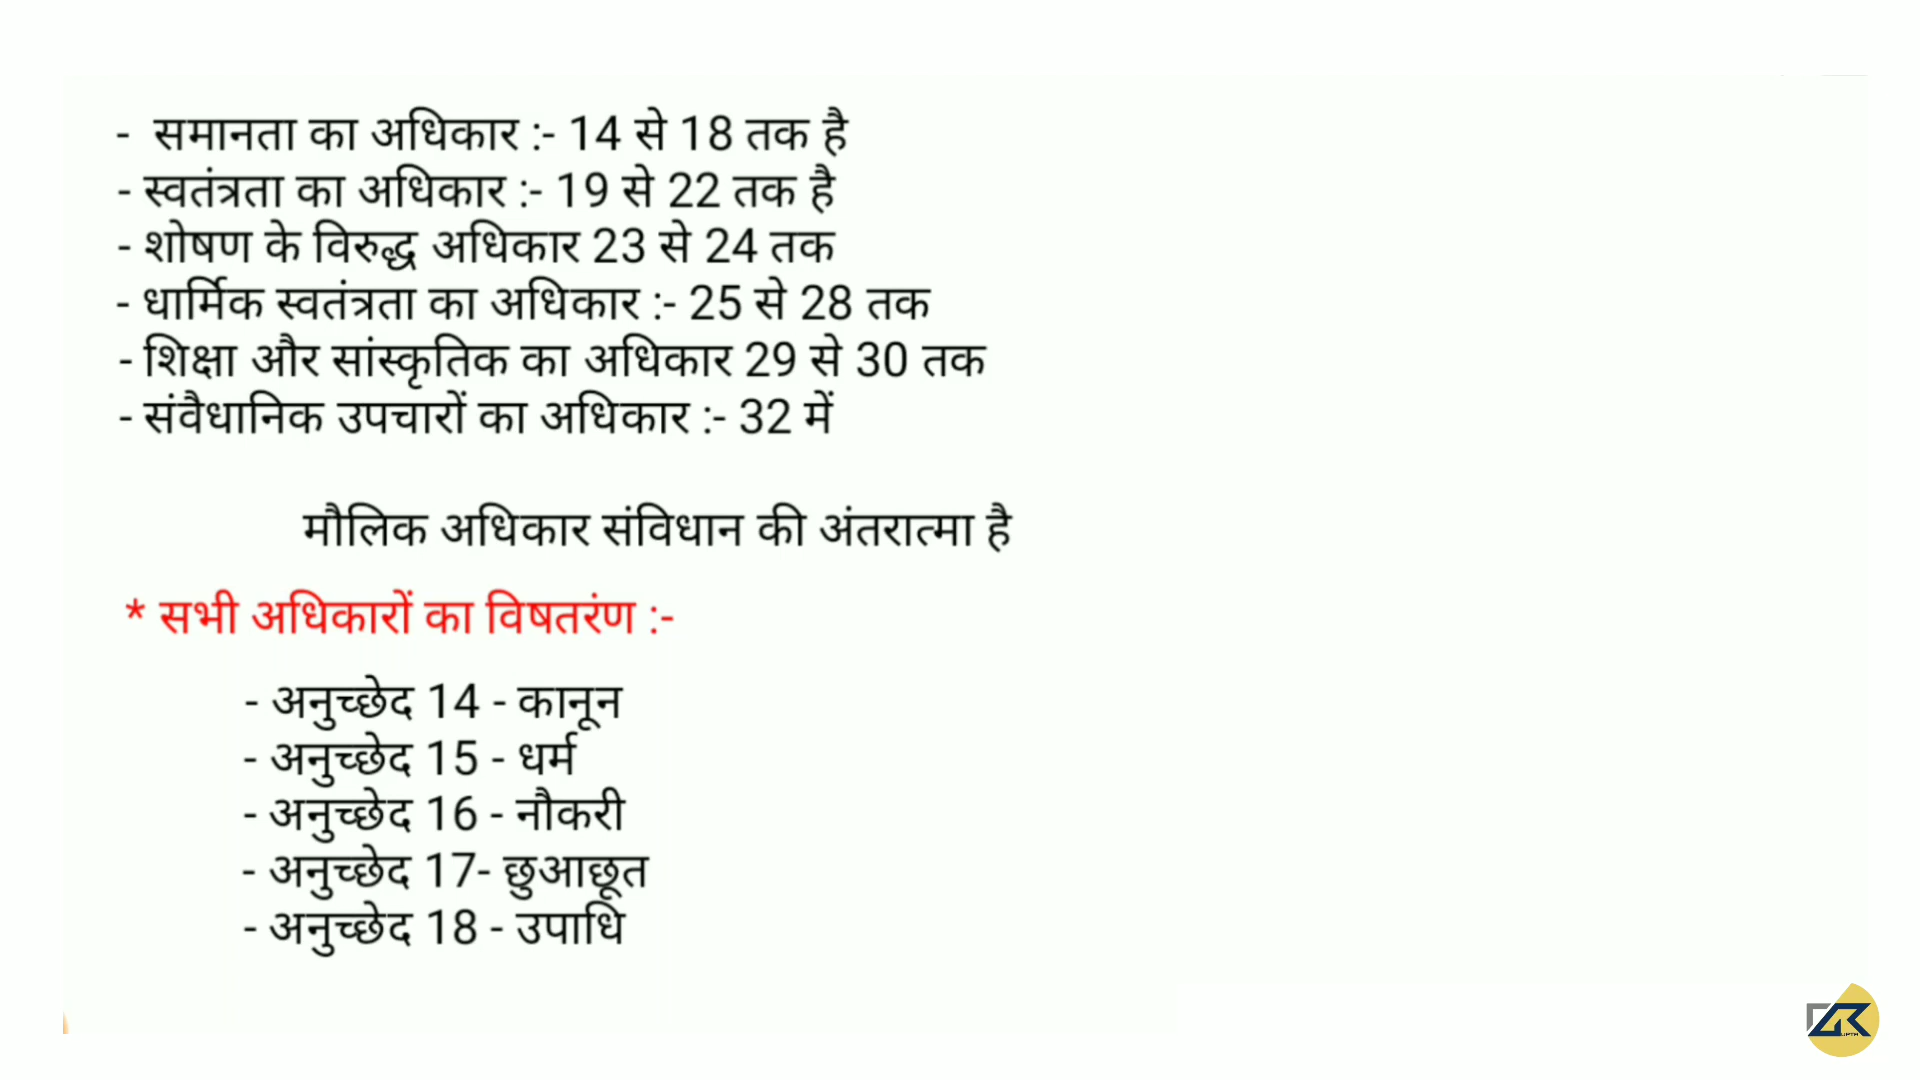 - समानता का अधिकार :- 14 से 18 तक है
- स्वतंत्रता का अधिकार :- 19 से 22 तक है
- शोषण के विरुद्ध अधिकार 23 से 24 तक
- धार्मिक स्वतंत्रता का अधिकार :- 25 से 28 तक
- शिक्षा और सांस्कृतिक का अधिकार 29 से 30 तक
- संवैधानिक उपचारों का अधिकार :- 32 में
मौलिक अधिकार संविधान की अंतरात्मा है
* सभी अधिकारों का विषतरंण :-
- अनुच्छेद 14 - कानून
- अनुच्छेद 15 - धर्म
- अनुच्छेद 16 - नौकरी
- अनुच्छेद 17- छुआछूत
- अनुच्छेद 18 - उपाधि